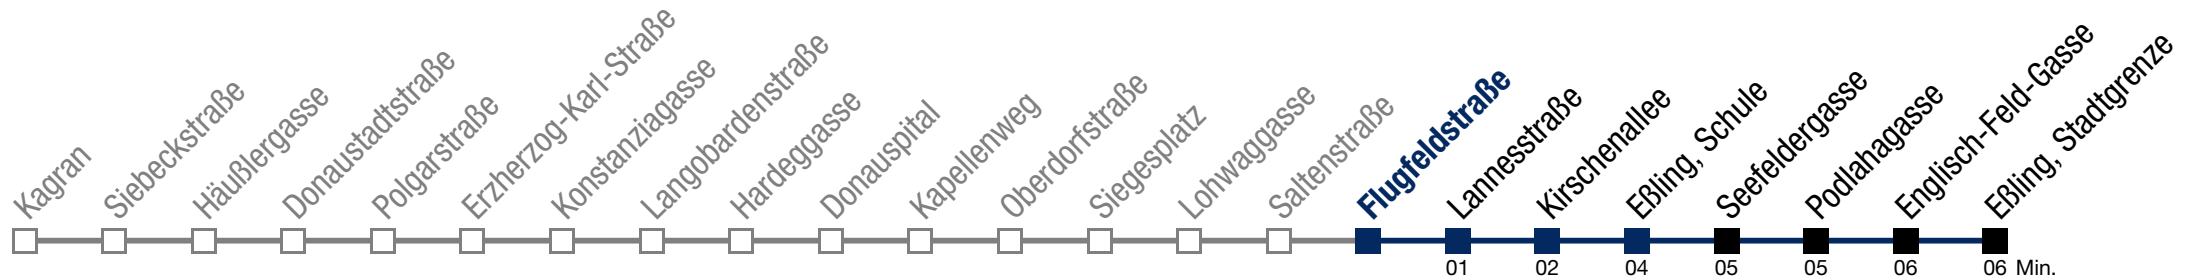 Kagran
Siebeckstraße
Häußlergasse
Donaustadtstraße
Polgarstraße
Erzherzog-Karl-Straße
Konstanziagasse
Langobardenstraße
Hardeggasse
Donauspital
Kapellenweg
Oberdorfstraße
Siegesplatz
Lohwaggasse
Saltenstraße
Flugfeldstraße
Lannesstraße
Kirschenallee
Eßling, Schule
Seefeldergasse
Podlahagasse
Englisch-Feld-Gasse
Eßling, Stadtgrenze
01 02 04 05 05 06 06 Min.